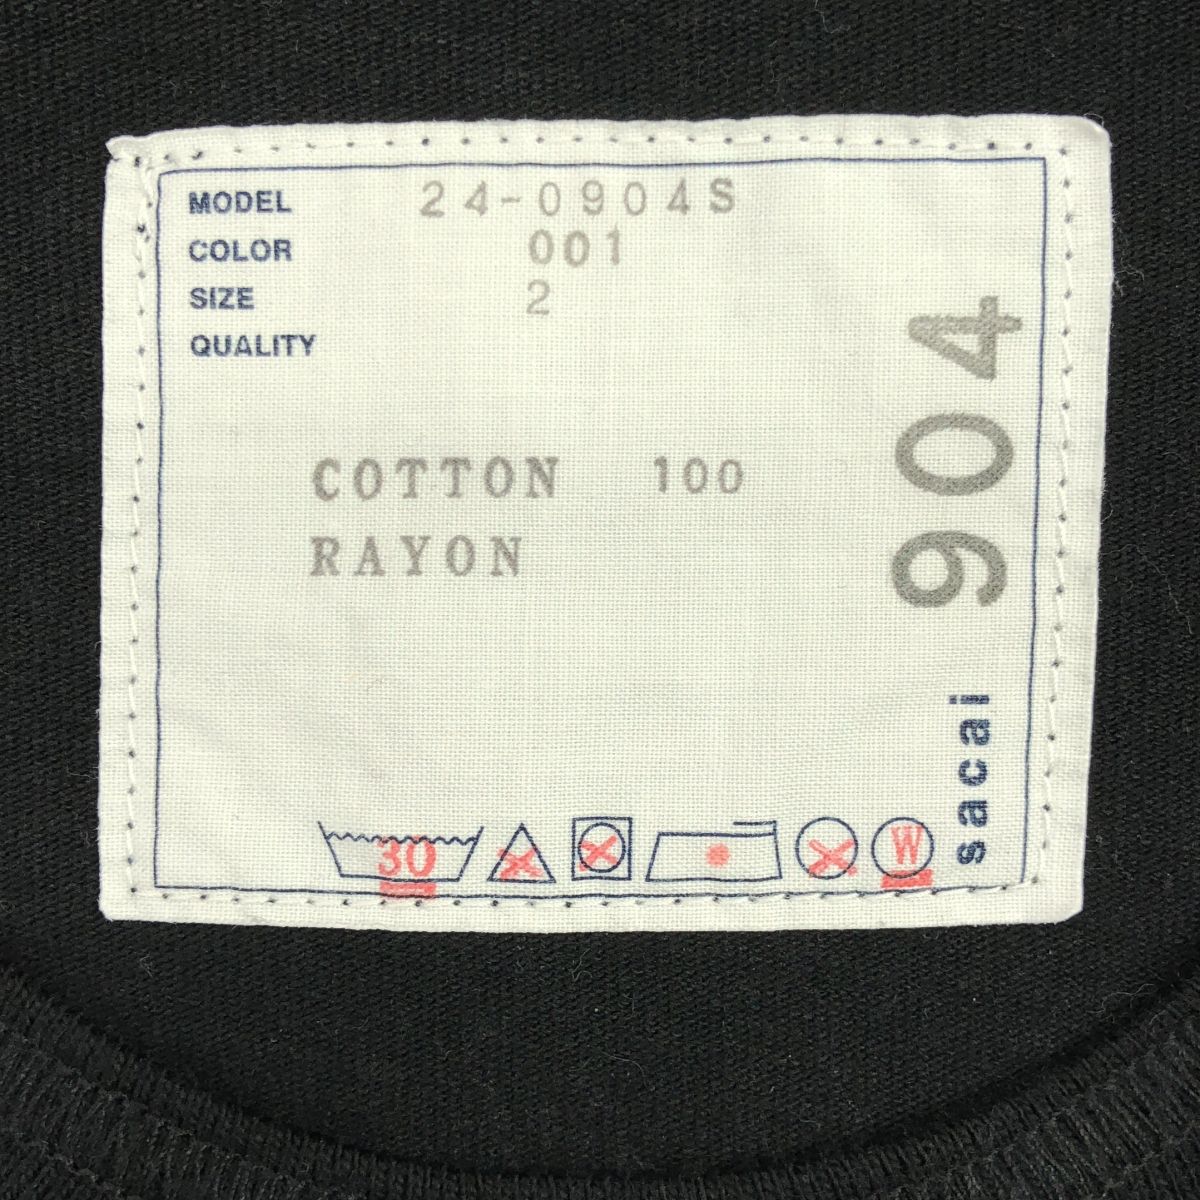 MODEL 24-0904S
COLOR 001
SIZE 2
QUALITY
COTTON 100
RAYON
904
sacai
30
W